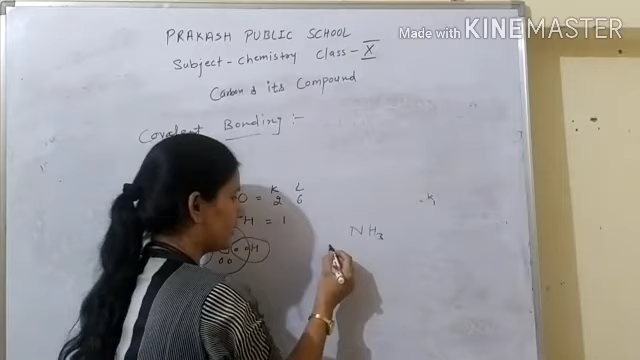 Made with KINEMASTER
PRAKASH PUBLIC SCHOOL
Subject - Chemistry Class - X
Carbon & its Compound
Covalent Bonding :-
K L
O = 2 6
H = 1
NH3
H